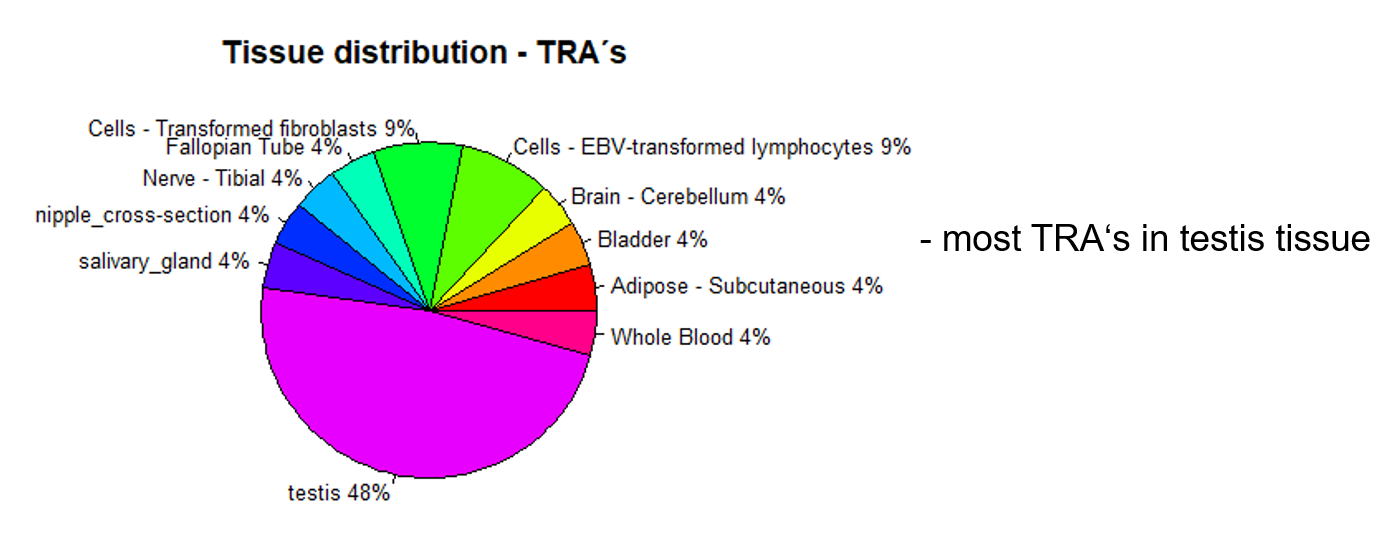 Tissue distribution - TRA´s
Cells - Transformed fibroblasts 9%
Fallopian Tube 4%
Cells - EBV-transformed lymphocytes 9%
Nerve - Tibial 4%
Brain - Cerebellum 4%
nipple_cross-section 4%
Bladder 4%
- most TRA‘s in testis tissue
salivary_gland 4%
Adipose - Subcutaneous 4%
Whole Blood 4%
testis 48%